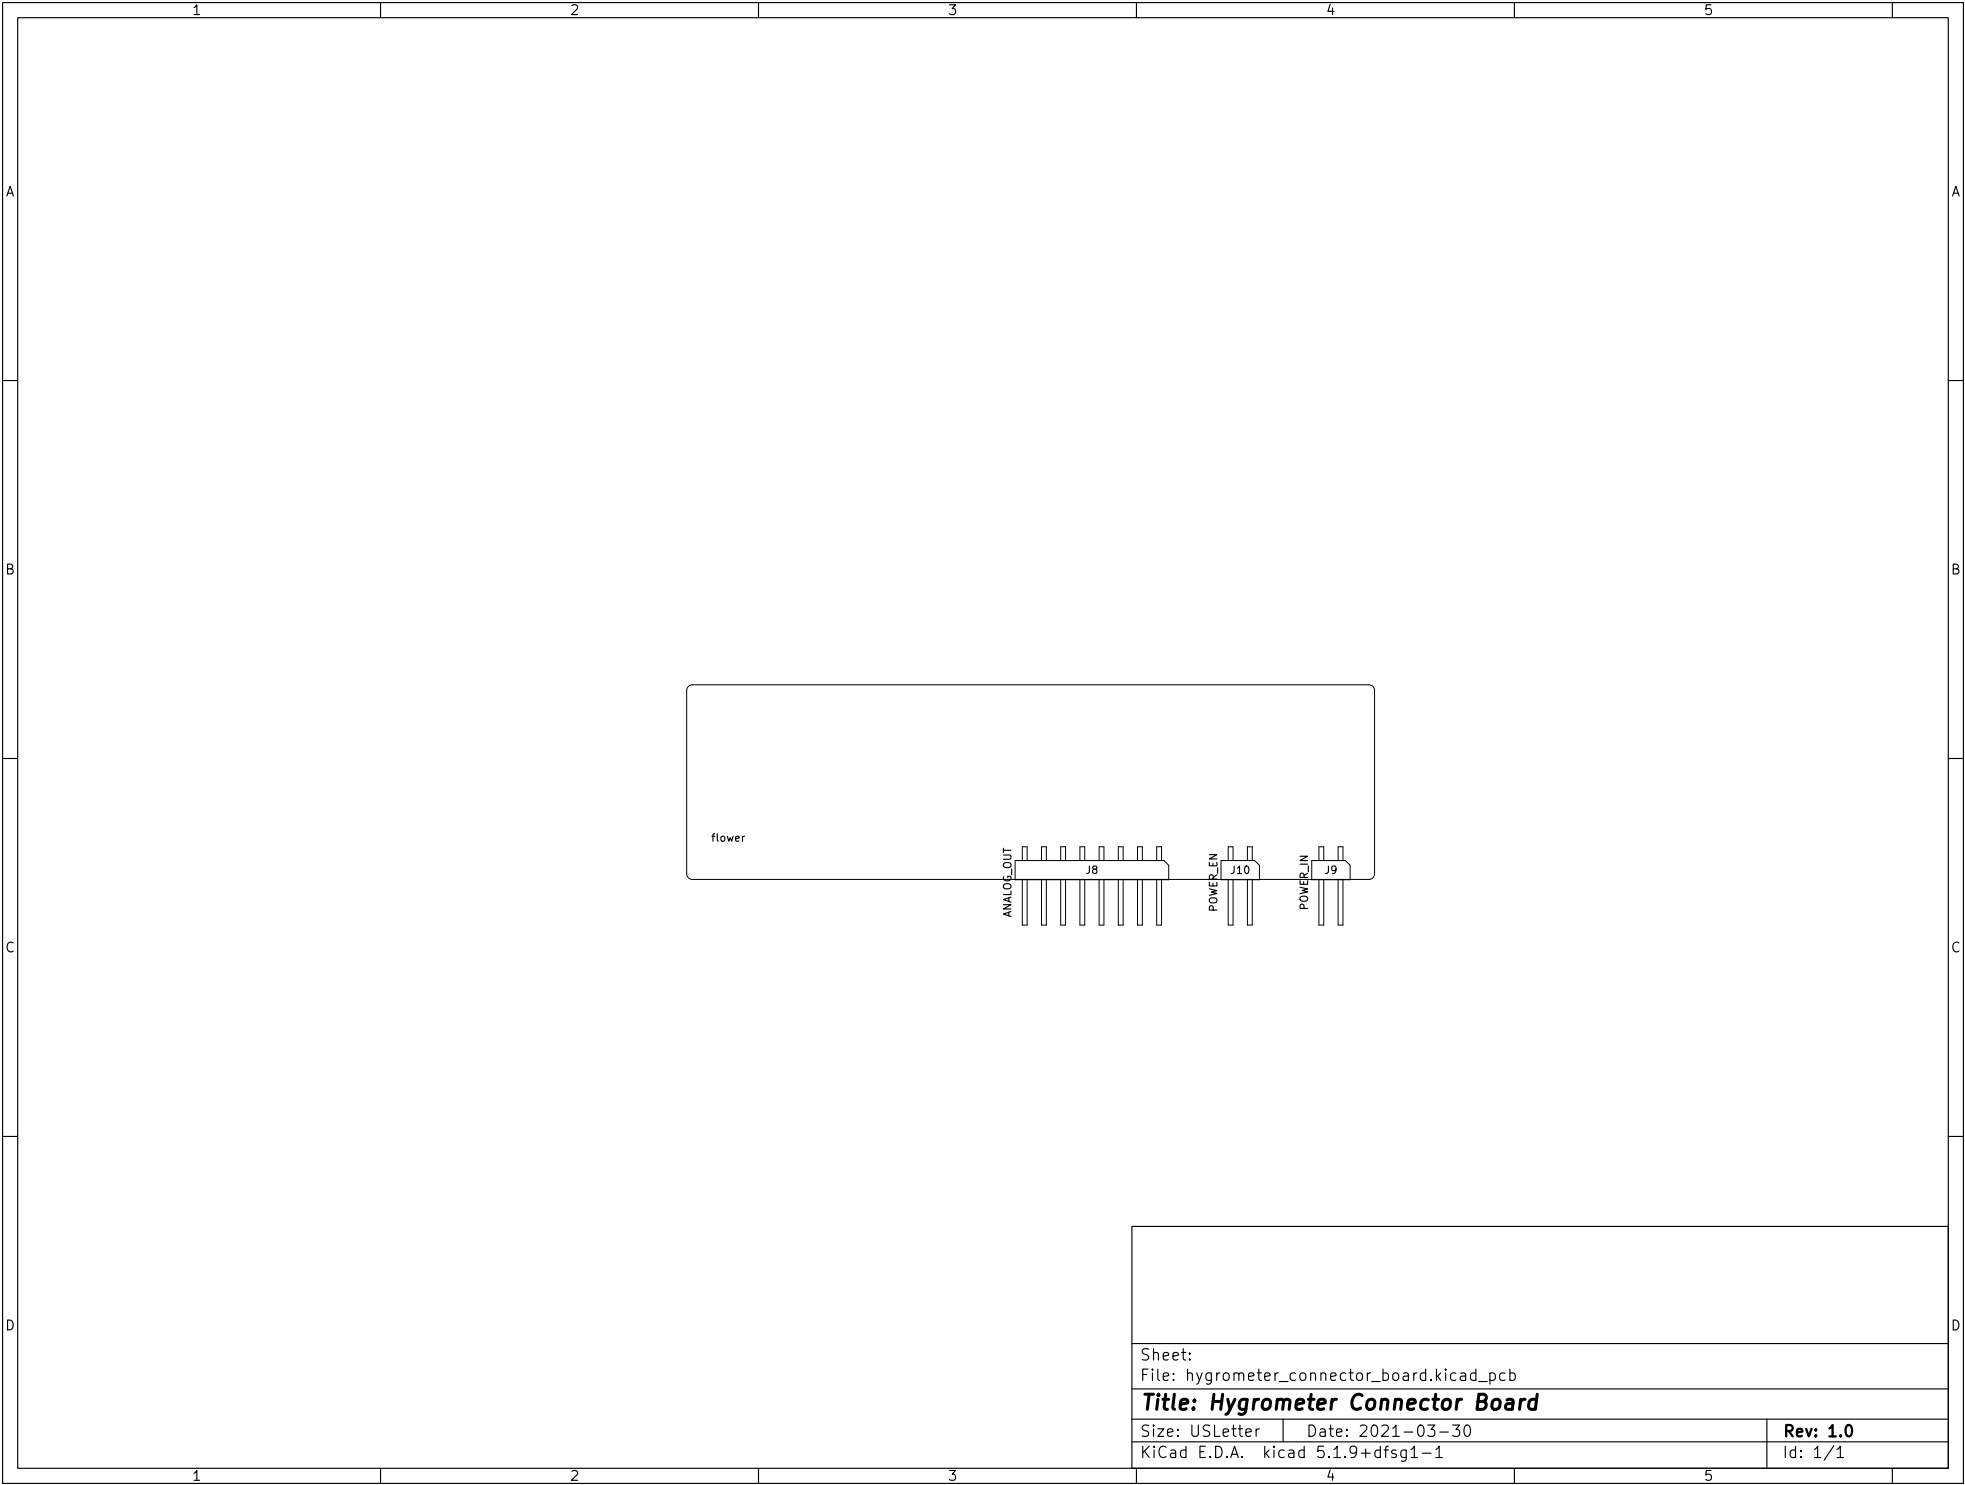 1 2 3 4 5
A A
B B
flower
ANALOG_OUT
J8
POWER_EN
J10
POWER_IN
J9
C C
D D
Sheet:
File: hygrometer_connector_board.kicad_pcb
Title: Hygrometer Connector Board
Size: USLetter Date: 2021-03-30 Rev: 1.0
KiCad E.D.A. kicad 5.1.9+dfsg1-1 Id: 1/1
1 2 3 4 5